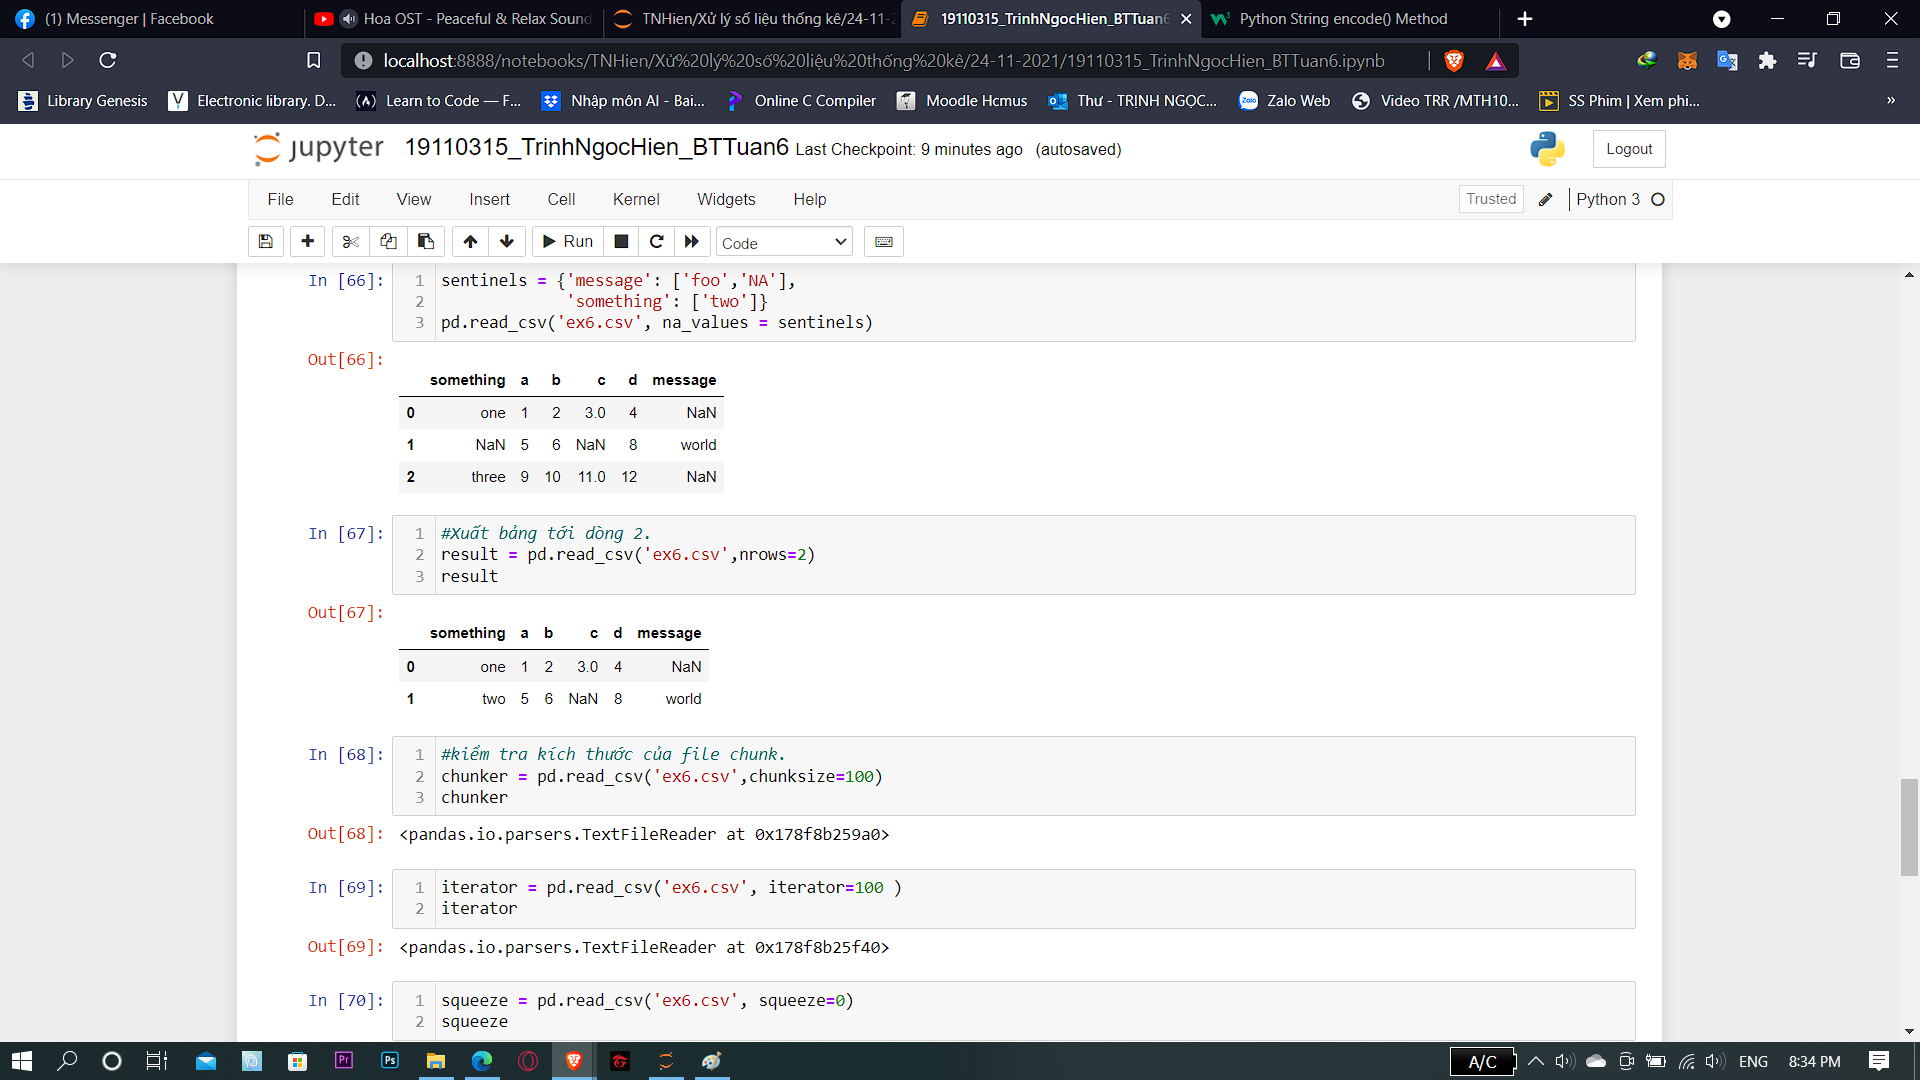 (1) Messenger | Facebook
Hoa OST - Peaceful & Relax Sound
TNHien/Xử lý số liệu thống kê/24-11-2
19110315_TrinhNgocHien_BTTuan6
Python String encode() Method
localhost:8888/notebooks/TNHien/Xử%20lý%20số%20liệu%20thống%20kê/24-11-2021/19110315_TrinhNgocHien_BTTuan6.ipynb
Library Genesis
Electronic library. D...
Learn to Code — F...
Nhập môn AI - Bai...
Online C Compiler
Moodle Hcmus
Thư - TRỊNH NGỌC...
Zalo Web
Video TRR /MTH10...
SS Phim | Xem phi...
»
jupyter
19110315_TrinhNgocHien_BTTuan6 Last Checkpoint: 9 minutes ago (autosaved)
Logout
File Edit View Insert Cell Kernel Widgets Help
Trusted
Python 3
Run
Code
In [66]:
1 sentinels = {'message': ['foo','NA'],
2 'something': ['two']}
3 pd.read_csv('ex6.csv', na_values = sentinels)
Out[66]:
something a b c d message
0 one 1 2 3.0 4 NaN
1 NaN 5 6 NaN 8 world
2 three 9 10 11.0 12 NaN
In [67]:
1 #Xuất bảng tới dòng 2.
2 result = pd.read_csv('ex6.csv',nrows=2)
3 result
Out[67]:
something a b c d message
0 one 1 2 3.0 4 NaN
1 two 5 6 NaN 8 world
In [68]:
1 #kiểm tra kích thước của file chunk.
2 chunker = pd.read_csv('ex6.csv',chunksize=100)
3 chunker
Out[68]: <pandas.io.parsers.TextFileReader at 0x178f8b259a0>
In [69]:
1 iterator = pd.read_csv('ex6.csv', iterator=100 )
2 iterator
Out[69]: <pandas.io.parsers.TextFileReader at 0x178f8b25f40>
In [70]:
1 squeeze = pd.read_csv('ex6.csv', squeeze=0)
2 squeeze
Pr
Ps
A/C
ENG
8:34 PM